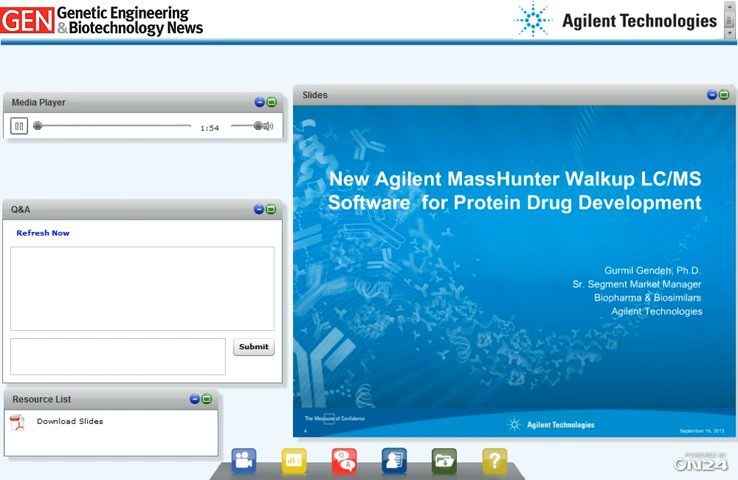 GEN Genetic Engineering
& Biotechnology News
Agilent Technologies
Media Player
1:54
Slides
New Agilent MassHunter Walkup LC/MS
Software for Protein Drug Development
Gurmil Gendeh, Ph.D.
Sr. Segment Market Manager
Biopharma & Biosimilars
Agilent Technologies
Q&A
Refresh Now
Submit
Resource List
Download Slides
The Measure of Confidence
4
Agilent Technologies
September 16, 2013
Q
A
?
POWERED BY
ON24